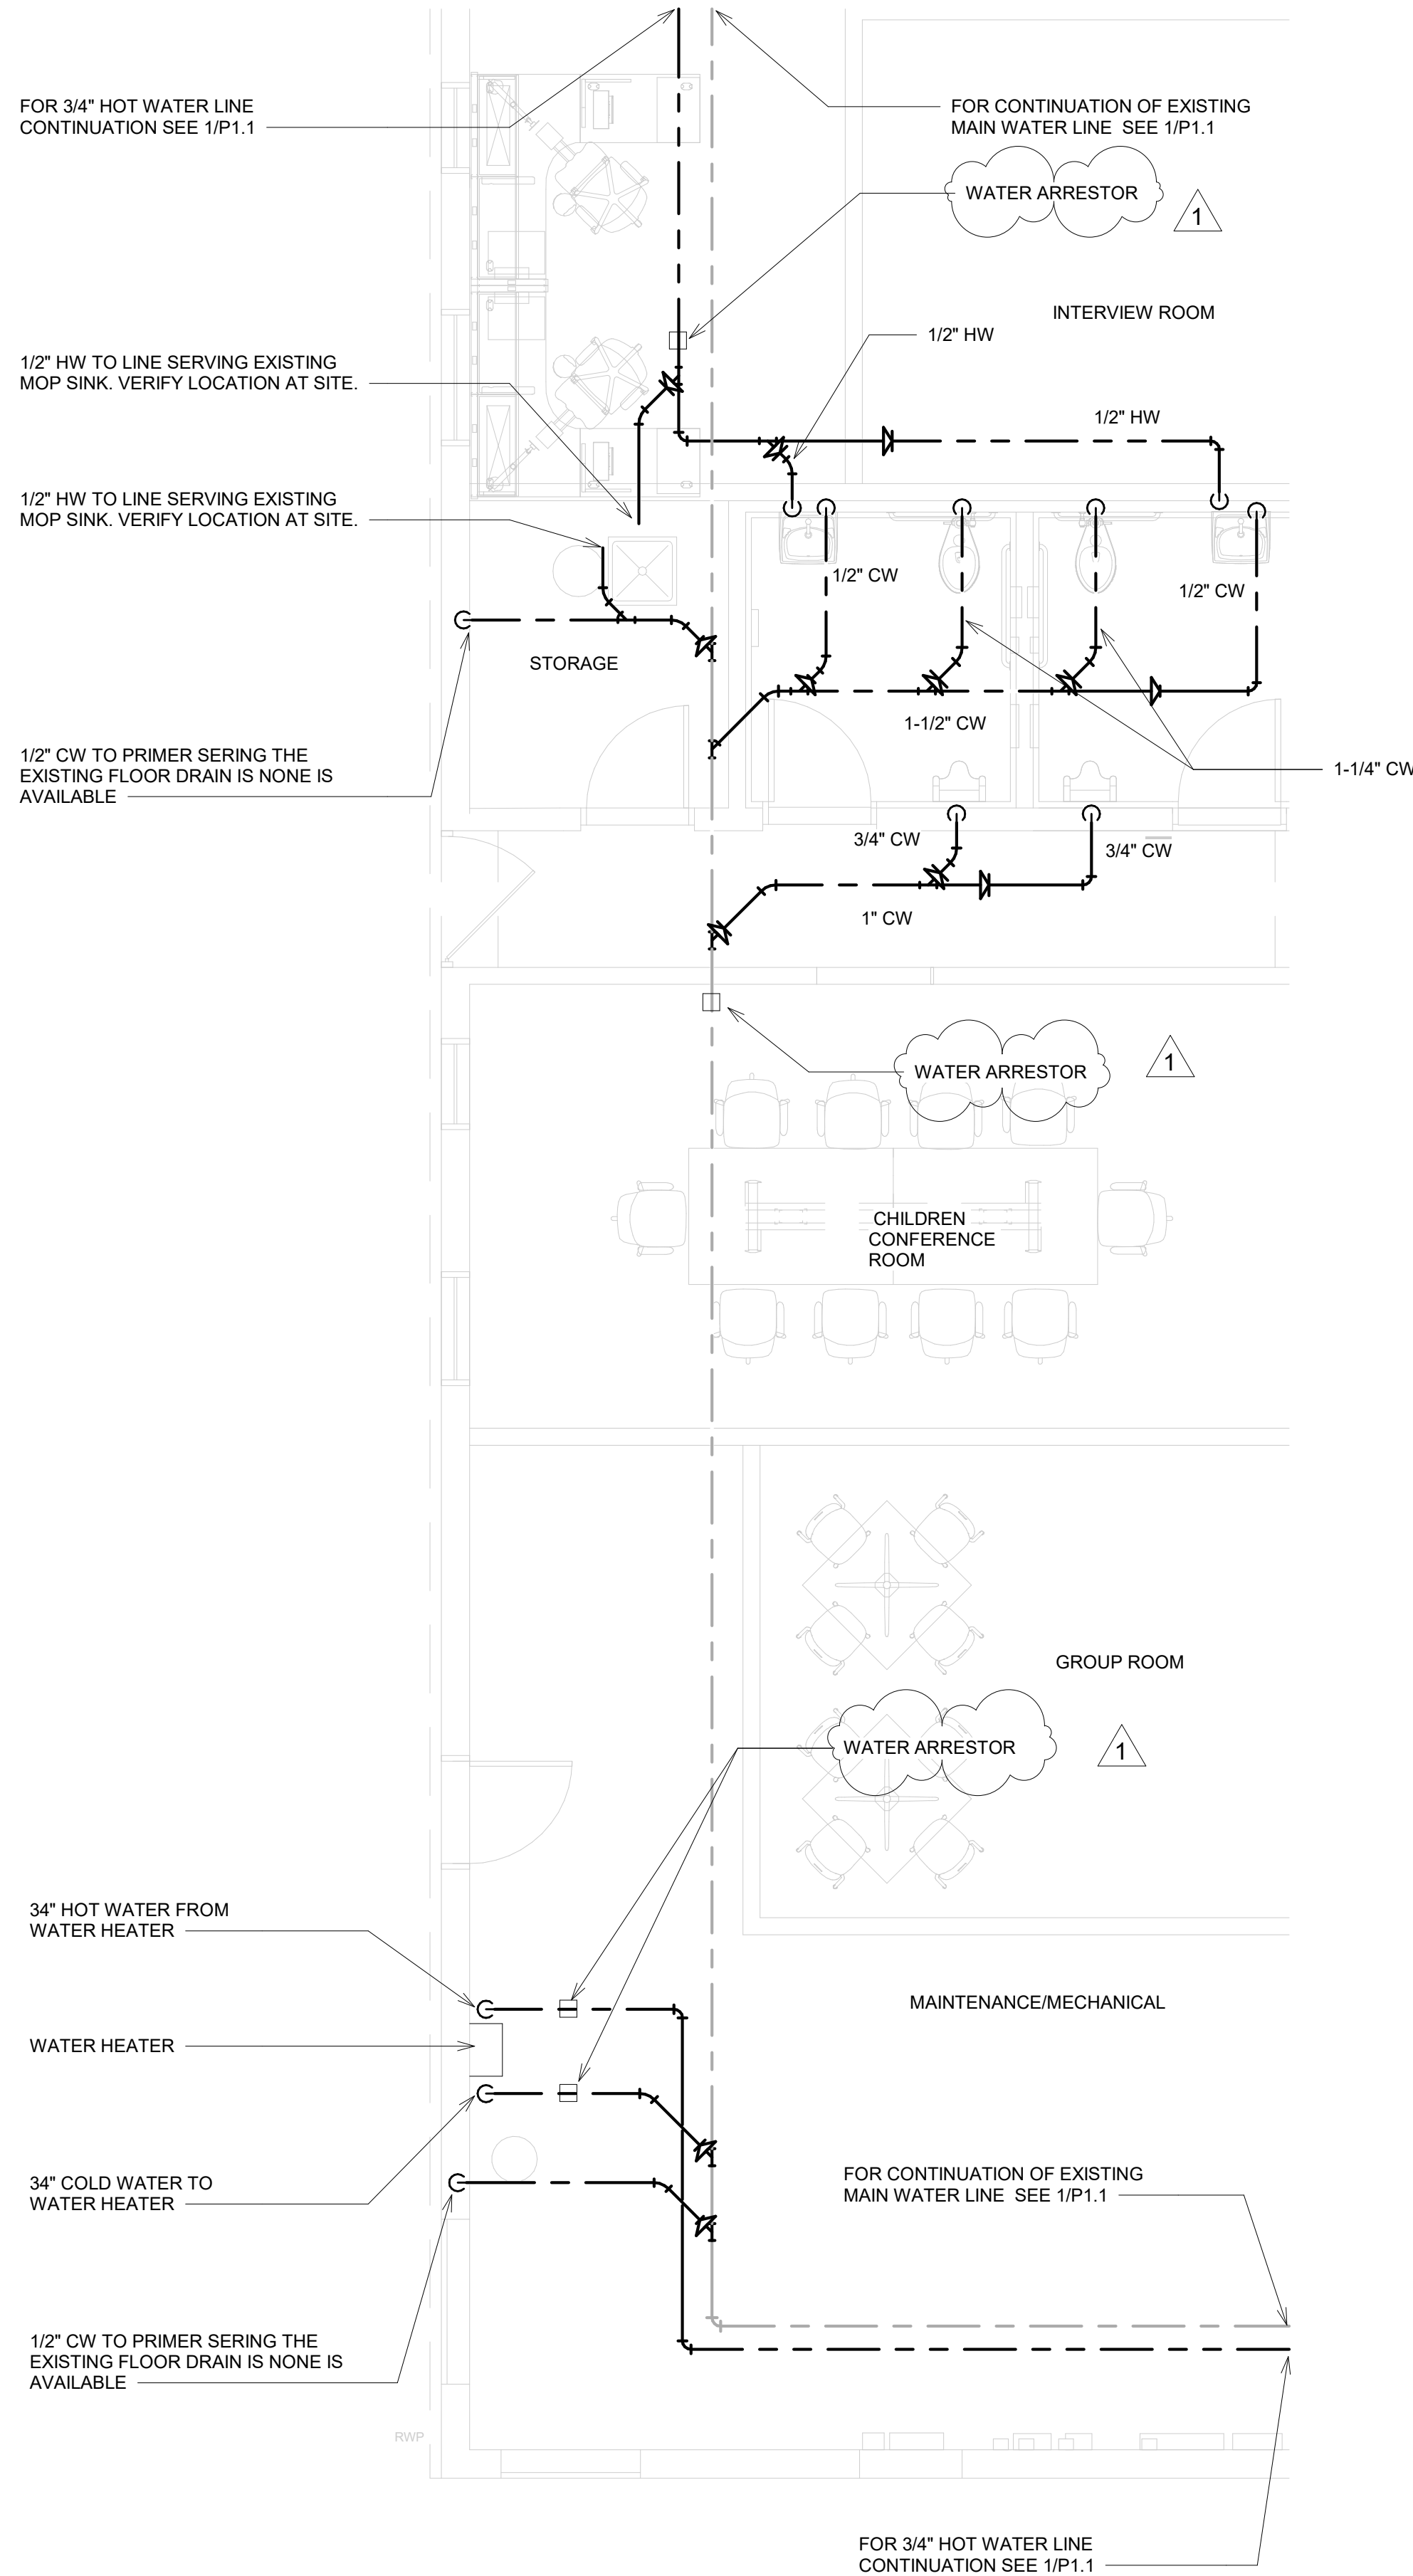 FOR 3/4" HOT WATER LINE
CONTINUATION SEE 1/P1.1
FOR CONTINUATION OF EXISTING
MAIN WATER LINE SEE 1/P1.1
WATER ARRESTOR
1
INTERVIEW ROOM
1/2" HW
1/2" HW TO LINE SERVING EXISTING
MOP SINK. VERIFY LOCATION AT SITE.
1/2" HW
1/2" HW TO LINE SERVING EXISTING
MOP SINK. VERIFY LOCATION AT SITE.
1/2" CW
1/2" CW
STORAGE
1-1/2" CW
1/2" CW TO PRIMER SERING THE
EXISTING FLOOR DRAIN IS NONE IS
AVAILABLE
1-1/4" CW
3/4" CW
3/4" CW
1" CW
WATER ARRESTOR
1
CHILDREN
CONFERENCE
ROOM
GROUP ROOM
WATER ARRESTOR
1
34" HOT WATER FROM
WATER HEATER
MAINTENANCE/MECHANICAL
WATER HEATER
34" COLD WATER TO
WATER HEATER
FOR CONTINUATION OF EXISTING
MAIN WATER LINE SEE 1/P1.1
1/2" CW TO PRIMER SERING THE
EXISTING FLOOR DRAIN IS NONE IS
AVAILABLE
RWP
FOR 3/4" HOT WATER LINE
CONTINUATION SEE 1/P1.1